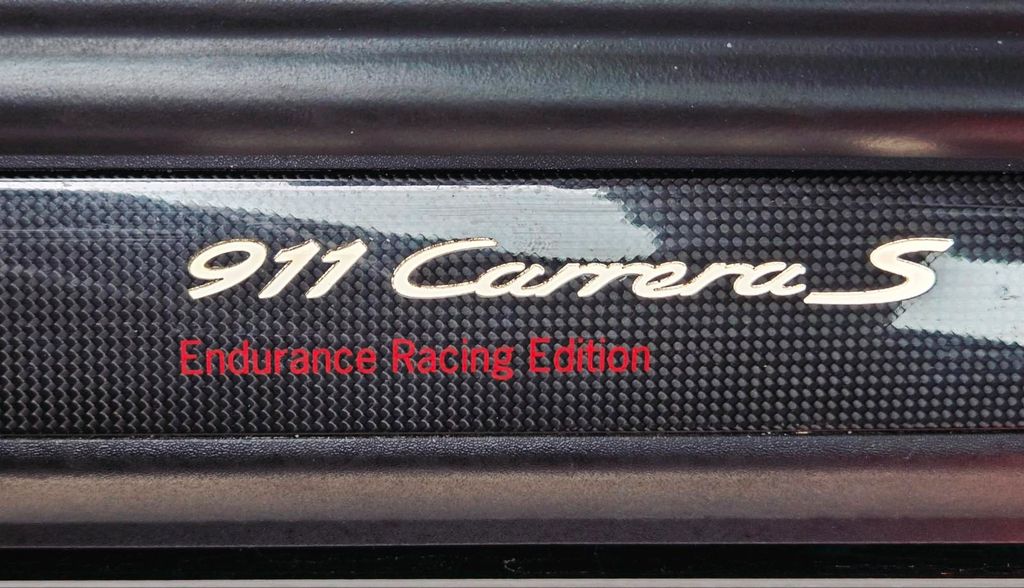 911 Carrera S
Endurance Racing Edition